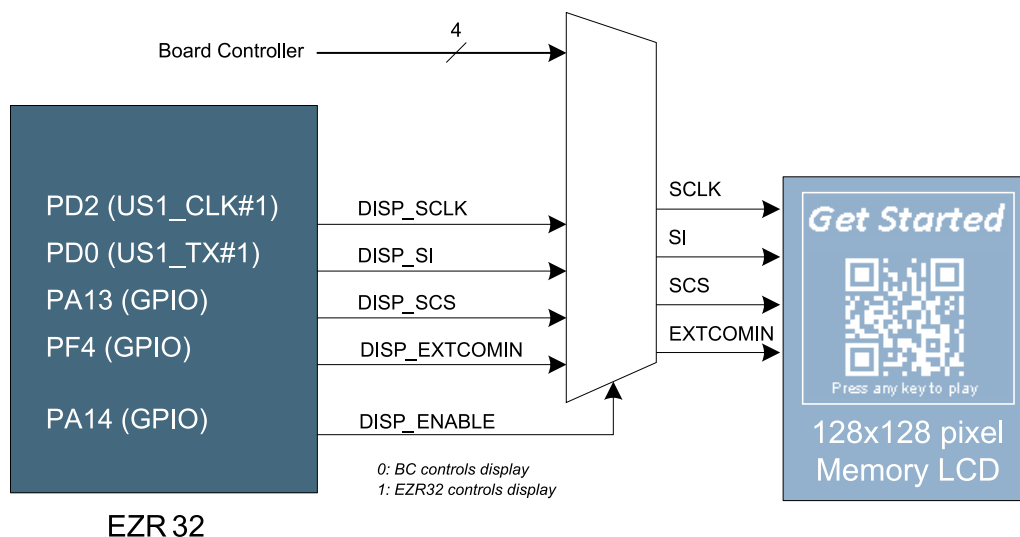 4
Board Controller
PD2 (US1_CLK#1)
DISP_SCLK
SCLK
PD0 (US1_TX#1)
DISP_SI
SI
PA13 (GPIO)
DISP_SCS
SCS
PF4 (GPIO)
DISP_EXTCOMIN
EXTCOMIN
PA14 (GPIO)
DISP_ENABLE
0: BC controls display
1: EZR32 controls display
EZR 32
Get Started
Press any key to play
128x128 pixel
Memory LCD